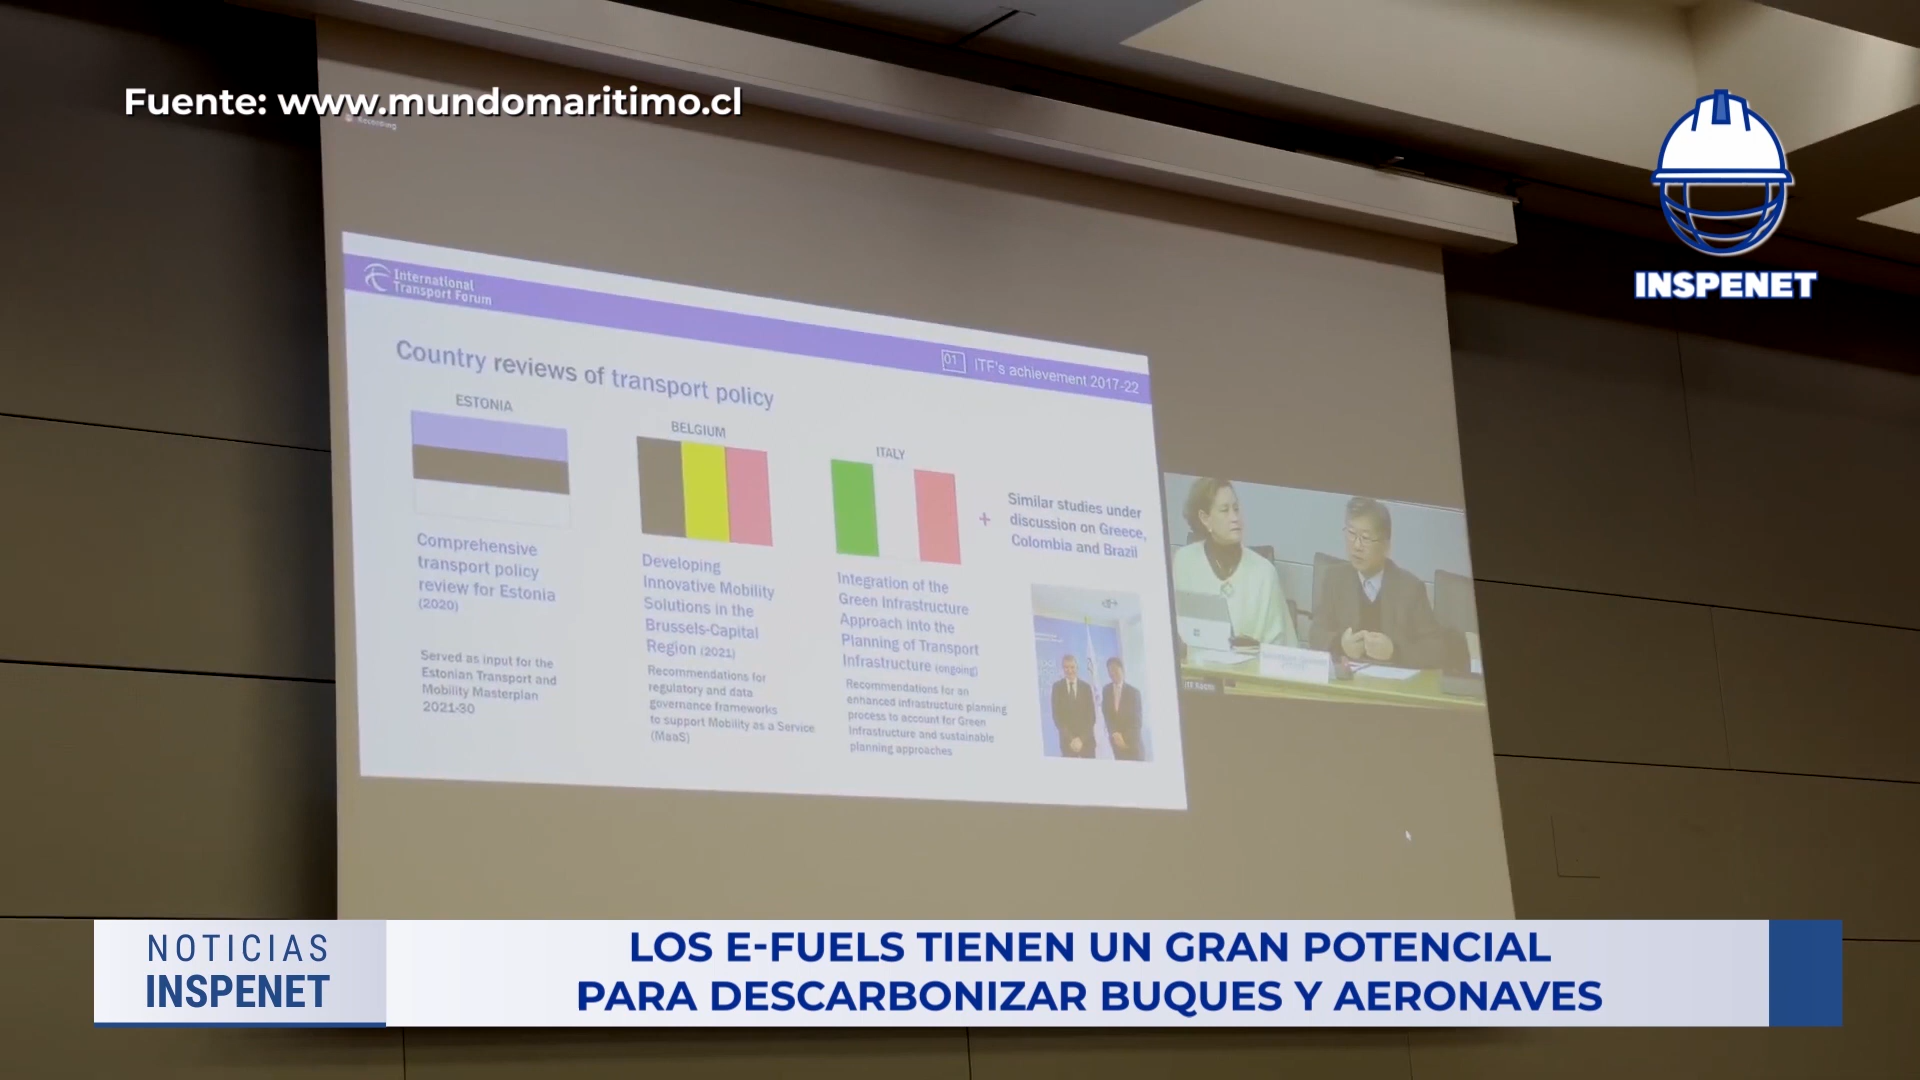 Fuente: www.mundomaritimo.cl
INSPENET
International
Transport Forum
01 ITF's achievement 2017-22
Country reviews of transport policy
ESTONIA
Comprehensive
transport policy
review for Estonia
(2020)
Served as input for the
Estonian Transport and
Mobility Masterplan
2021-30
BELGIUM
Developing
Innovative Mobility
Solutions in the
Brussels-Capital
Region (2021)
Recommendations for
regulatory and data
governance frameworks
to support Mobility as a Service
(MaaS)
ITALY
Integration of the
Green Infrastructure
Approach into the
Planning of Transport
Infrastructure (ongoing)
Recommendations for an
enhanced infrastructure planning
process to account for Green
Infrastructure and sustainable
planning approaches
+
Similar studies under
discussion on Greece,
Colombia and Brazil
NOTICIAS
INSPENET
LOS E-FUELS TIENEN UN GRAN POTENCIAL
PARA DESCARBONIZAR BUQUES Y AERONAVES